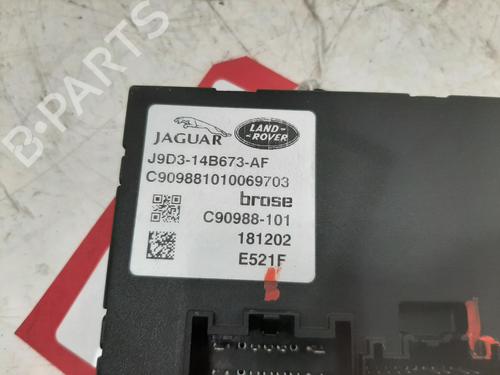 B-PARTS
JAGUAR
LAND-
ROVER
J9D3-14B673-AF
C909881010069703
brose
C90988-101
181202
E521F